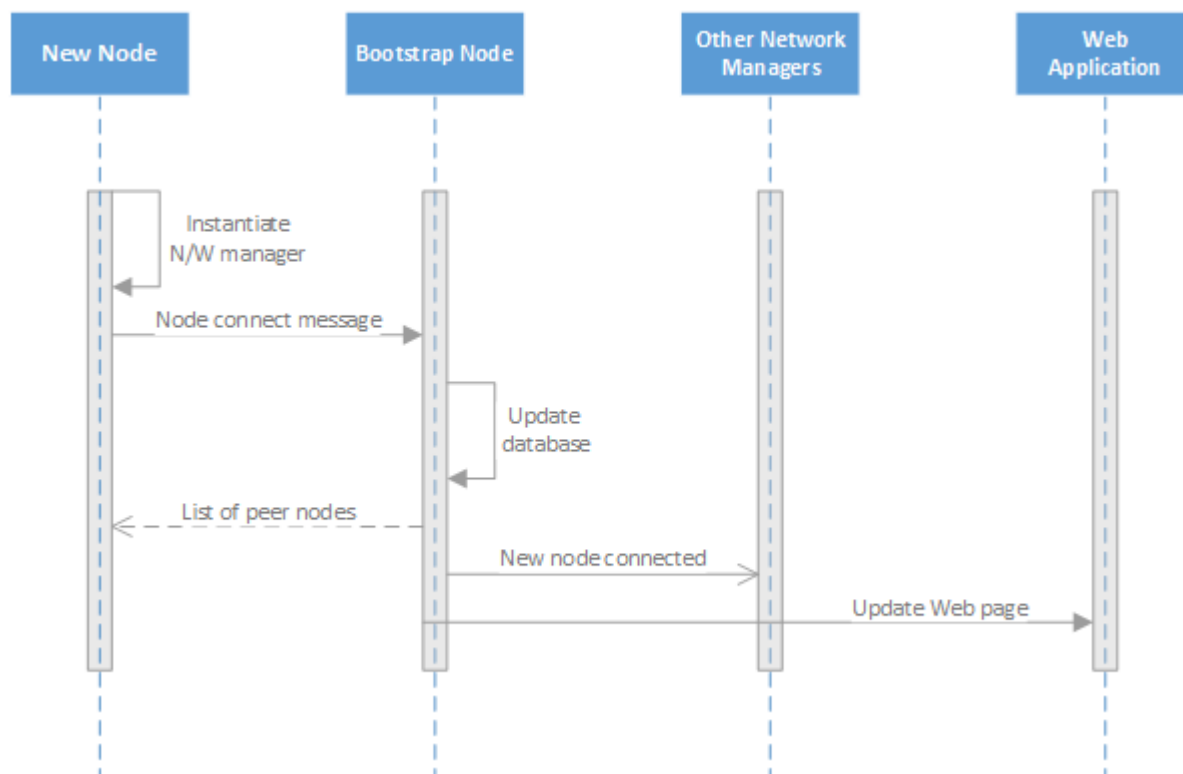 New Node
Bootstrap Node
Other Network
Managers
Web
Application
Instantiate
N/W manager
Node connect message
Update
database
List of peer nodes
New node connected
Update Web page